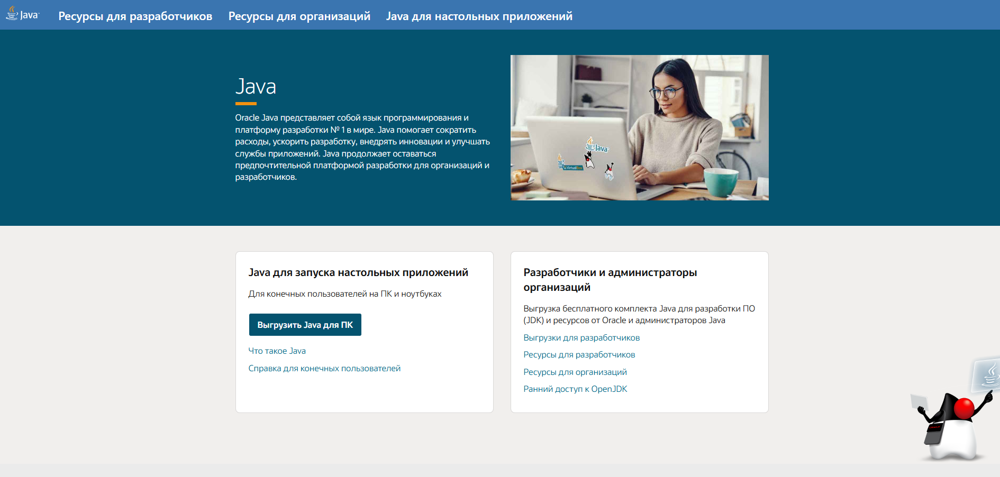 Java
Ресурсы для разработчиков
Ресурсы для организаций
Java для настольных приложений
Java
Oracle Java представляет собой язык программирования и
платформу разработки № 1 в мире. Java помогает сократить
расходы, ускорить разработку, внедрять инновации и улучшать
службы приложений. Java продолжает оставаться
предпочтительной платформой разработки для организаций и
разработчиков.
Java
VirtualBox
Java для запуска настольных приложений
Для конечных пользователей на ПК и ноутбуках
Выгрузить Java для ПК
Что такое Java
Справка для конечных пользователей
Разработчики и администраторы
организаций
Выгрузка бесплатного комплекта Java для разработки ПО
(JDK) и ресурсов от Oracle и администраторов Java
Выгрузки для разработчиков
Ресурсы для разработчиков
Ресурсы для организаций
Ранний доступ к OpenJDK